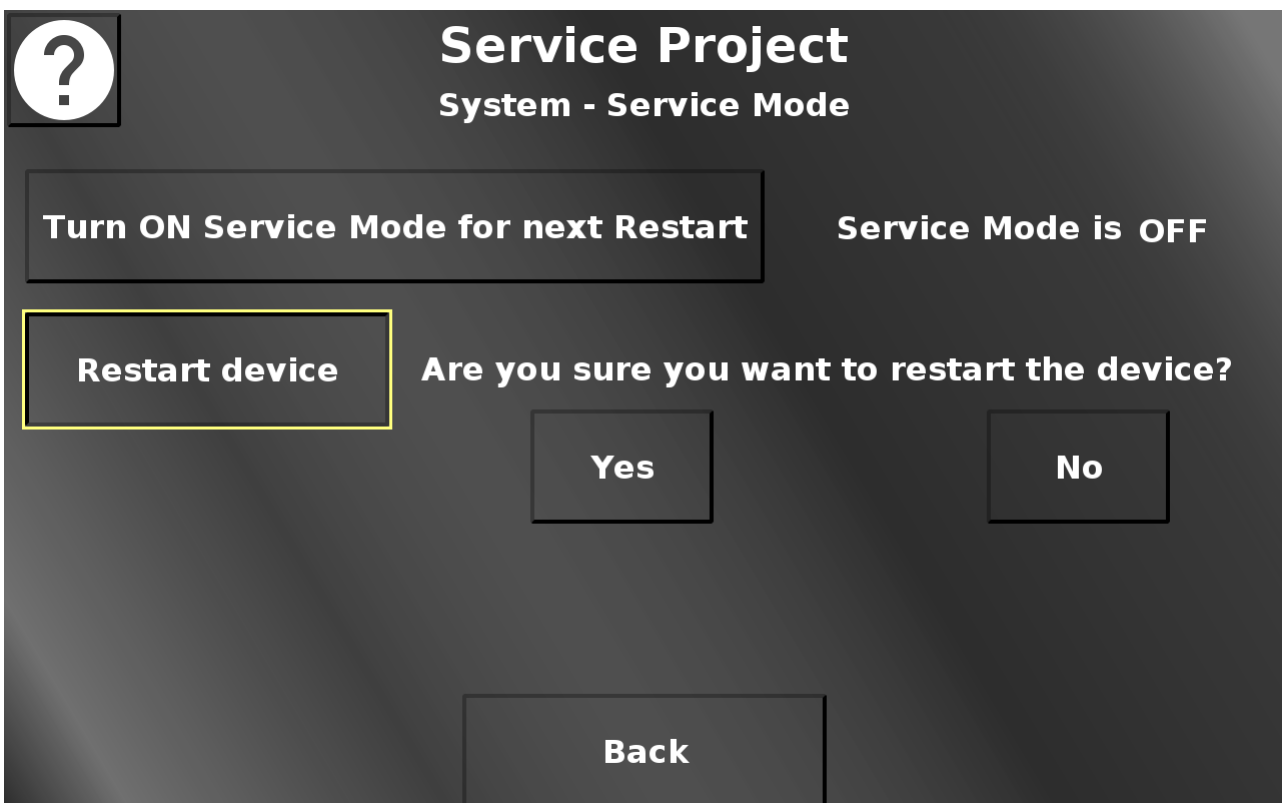 ?
Service Project
System - Service Mode
Turn ON Service Mode for next Restart
Service Mode is OFF
Restart device
Are you sure you want to restart the device?
Yes
No
Back